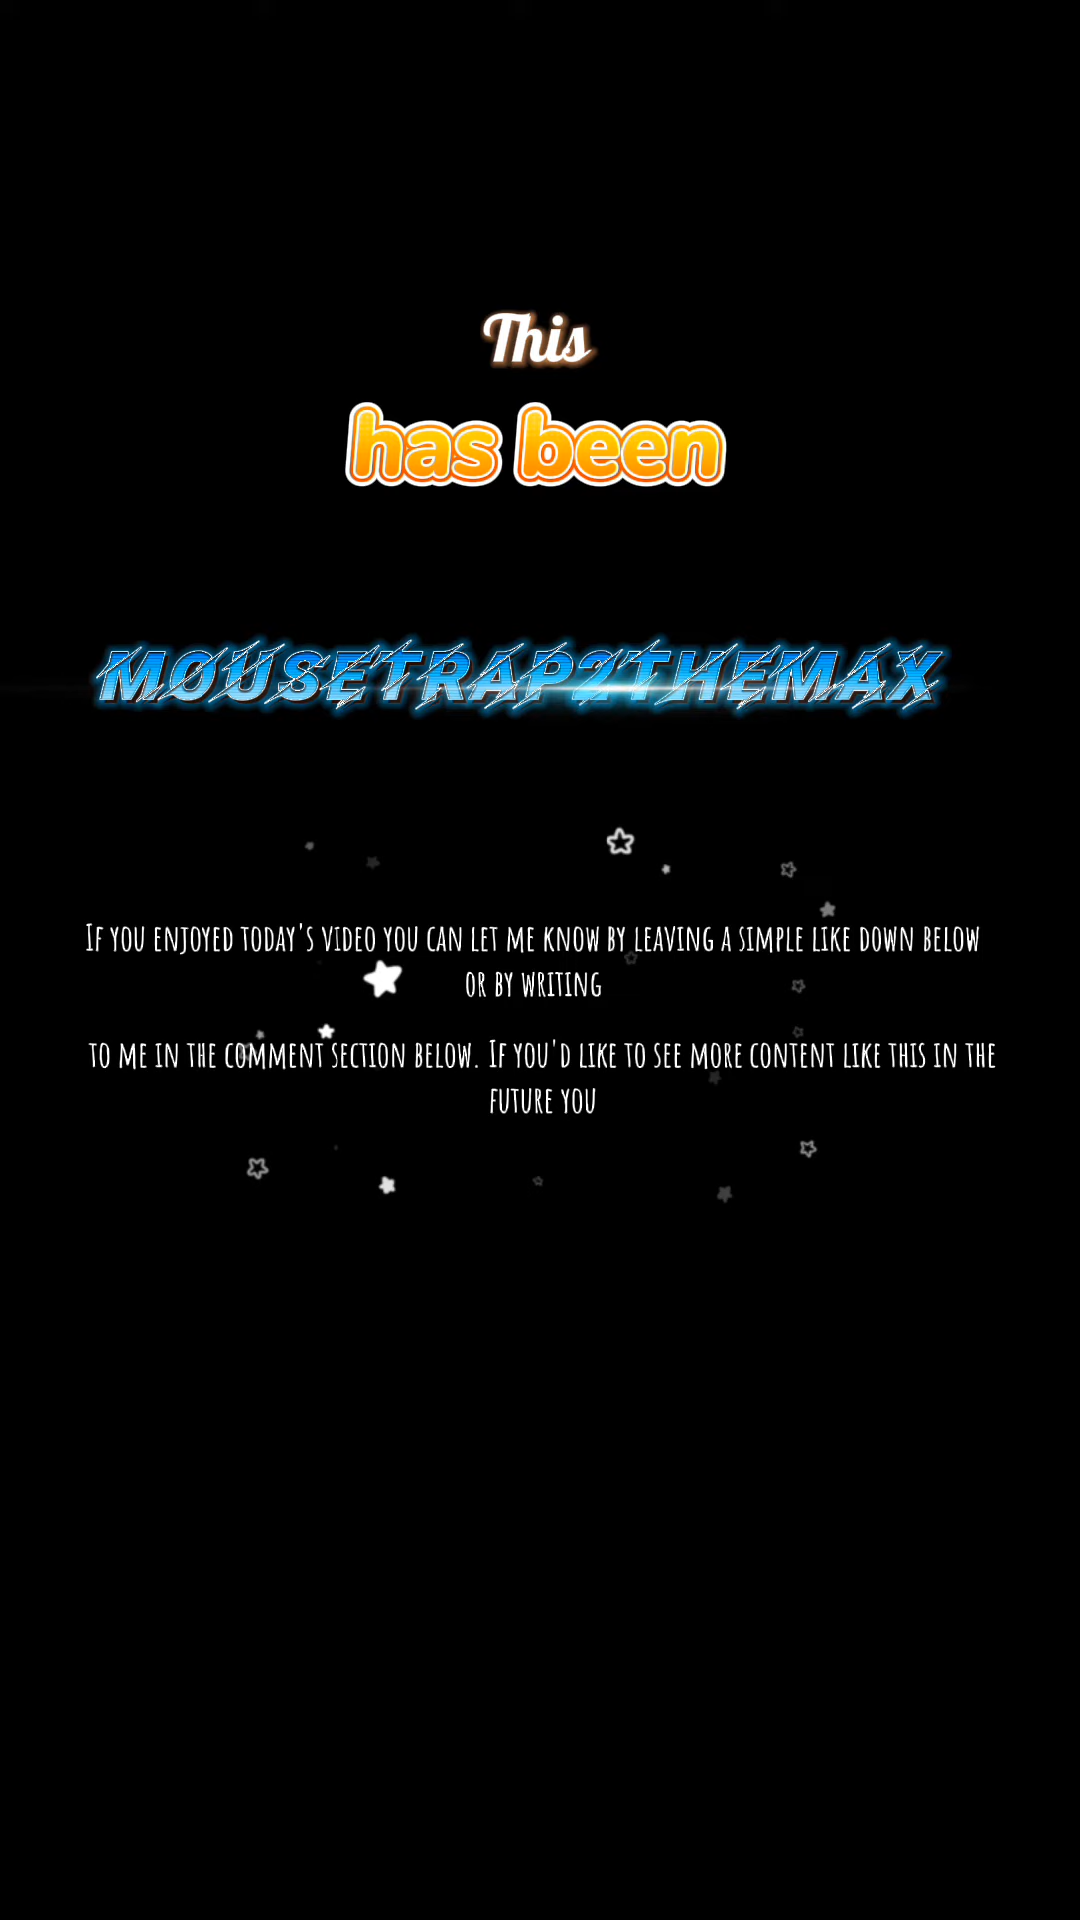 This
has been
MOUSETRAP2THEMAX
If you enjoyed today's video you can let me know by leaving a simple like down below
or by writing
to me in the comment section below. If you'd like to see more content like this in the
future you